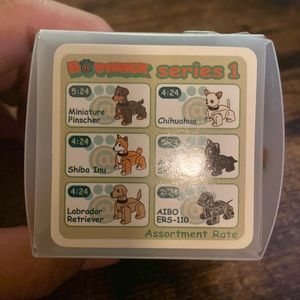 series 1
5:24
4:24
Miniature
Pinscher
Chihuahua
4:24
Shiba Inu
4:24
Labrador
Retriever
AIBO
ERS-110
Assortment Rate